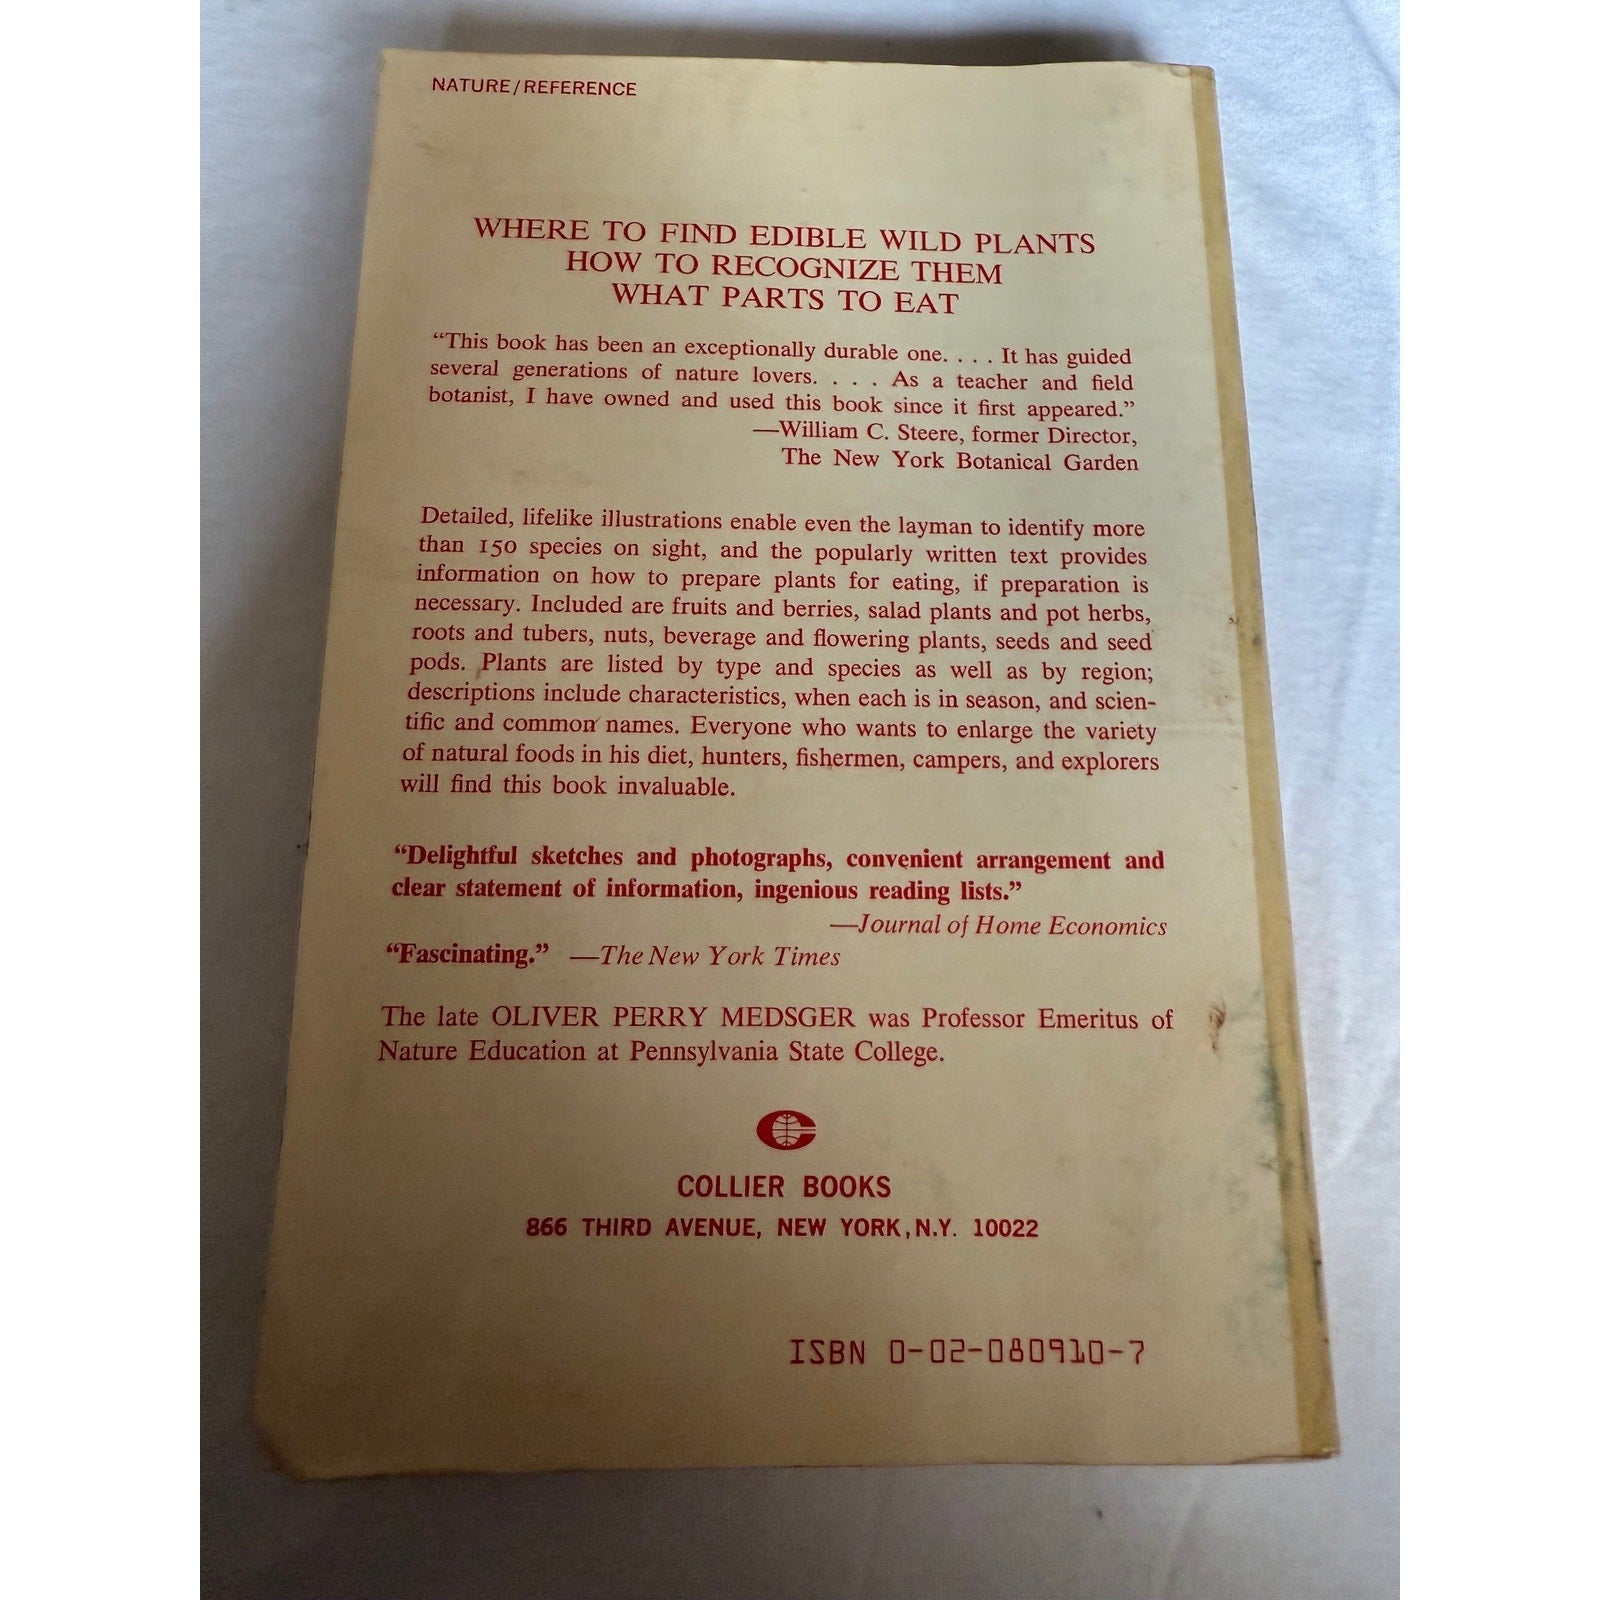 NATURE/REFERENCE
WHERE TO FIND EDIBLE WILD PLANTS
HOW TO RECOGNIZE THEM
WHAT PARTS TO EAT
“This book has been an exceptionally durable one. . . . It has guided
several generations of nature lovers. . . . As a teacher and field
botanist, I have owned and used this book since it first appeared.”
—William C. Steere, former Director,
The New York Botanical Garden
Detailed, lifelike illustrations enable even the layman to identify more
than 150 species on sight, and the popularly written text provides
information on how to prepare plants for eating, if preparation is
necessary. Included are fruits and berries, salad plants and pot herbs,
roots and tubers, nuts, beverage and flowering plants, seeds and seed
pods. Plants are listed by type and species as well as by region;
descriptions include characteristics, when each is in season, and scien-
tific and common names. Everyone who wants to enlarge the variety
of natural foods in his diet, hunters, fishermen, campers, and explorers
will find this book invaluable.
“Delightful sketches and photographs, convenient arrangement and
clear statement of information, ingenious reading lists.”
—Journal of Home Economics
“Fascinating.” —The New York Times
The late OLIVER PERRY MEDSGER was Professor Emeritus of
Nature Education at Pennsylvania State College.
COLLIER BOOKS
866 THIRD AVENUE, NEW YORK, N.Y. 10022
ISBN 0-02-080910-7